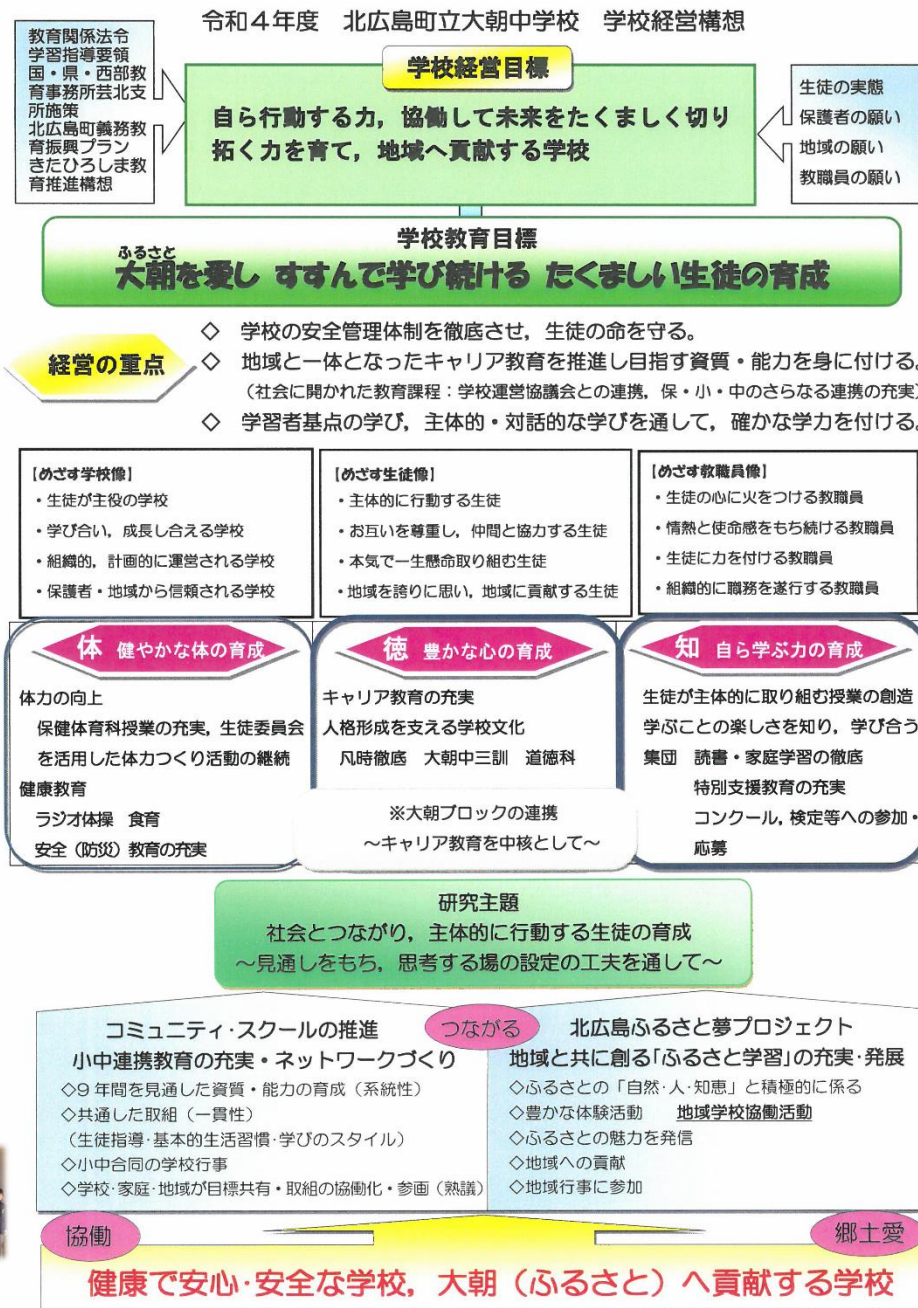 令和４年度　北広島町立大朝中学校　学校経営構想
教育関係法令
学習指導要領
国・県・西部教
育事務所芸北支
所施策
北広島町義務教
育振興プラン
きたひろしま教
育推進構想
学校経営目標
自ら行動する力，協働して未来をたくましく切り
拓く力を育て，地域へ貢献する学校
生徒の実態
保護者の願い
地域の願い
教職員の願い
学校教育目標
ふるさと
大朝を愛し すすんで学び続ける たくましい生徒の育成
経営の重点
◇　学校の安全管理体制を徹底させ，生徒の命を守る。
◇　地域と一体となったキャリア教育を推進し目指す資質・能力を身に付ける。
（社会に開かれた教育課程：学校運営協議会との連携，保・小・中のさらなる連携の充実）
◇　学習者基点の学び，主体的・対話的な学びを通して，確かな学力を付ける。
【めざす学校像】
・生徒が主役の学校
・学び合い，成長し合える学校
・組織的，計画的に運営される学校
・保護者・地域から信頼される学校
【めざす生徒像】
・主体的に行動する生徒
・お互いを尊重し，仲間と協力する生徒
・本気で一生懸命取り組む生徒
・地域を誇りに思い，地域に貢献する生徒
【めざす教職員像】
・生徒の心に火をつける教職員
・情熱と使命感をもち続ける教職員
・生徒に力を付ける教職員
・組織的に職務を遂行する教職員
体　健やかな体の育成
体力の向上
保健体育科授業の充実，生徒委員会
を活用した体力つくり活動の継続
健康教育
ラジオ体操　食育
安全（防災）教育の充実
徳　豊かな心の育成
キャリア教育の充実
人格形成を支える学校文化
凡時徹底　大朝中三訓　道徳科
※大朝ブロックの連携
～キャリア教育を中核として～
知　自ら学ぶ力の育成
生徒が主体的に取り組む授業の創造
学ぶことの楽しさを知り，学び合う
集団　読書・家庭学習の徹底
特別支援教育の充実
コンクール，検定等への参加・
応募
研究主題
社会とつながり，主体的に行動する生徒の育成
～見通しをもち，思考する場の設定の工夫を通して～
つながる
コミュニティ・スクールの推進
小中連携教育の充実・ネットワークづくり
◇９年間を見通した資質・能力の育成（系統性）
◇共通した取組（一貫性）
（生徒指導・基本的生活習慣・学びのスタイル）
◇小中合同の学校行事
◇学校・家庭・地域が目標共有・取組の協働化・参画（熟議）
北広島ふるさと夢プロジェクト
地域と共に創る「ふるさと学習」の充実・発展
◇ふるさとの「自然・人・知恵」と積極的に係る
◇豊かな体験活動　地域学校協働活動
◇ふるさとの魅力を発信
◇地域への貢献
◇地域行事に参加
協働
郷土愛
健康で安心・安全な学校，大朝（ふるさと）へ貢献する学校